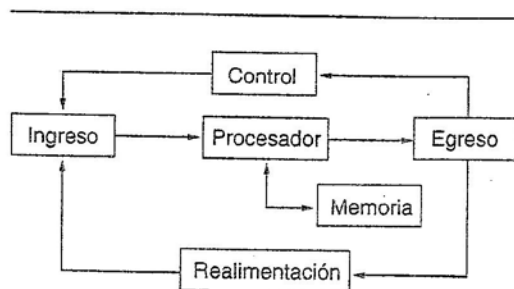 Control
Ingreso
Procesador
Egreso
Memoria
Realimentación